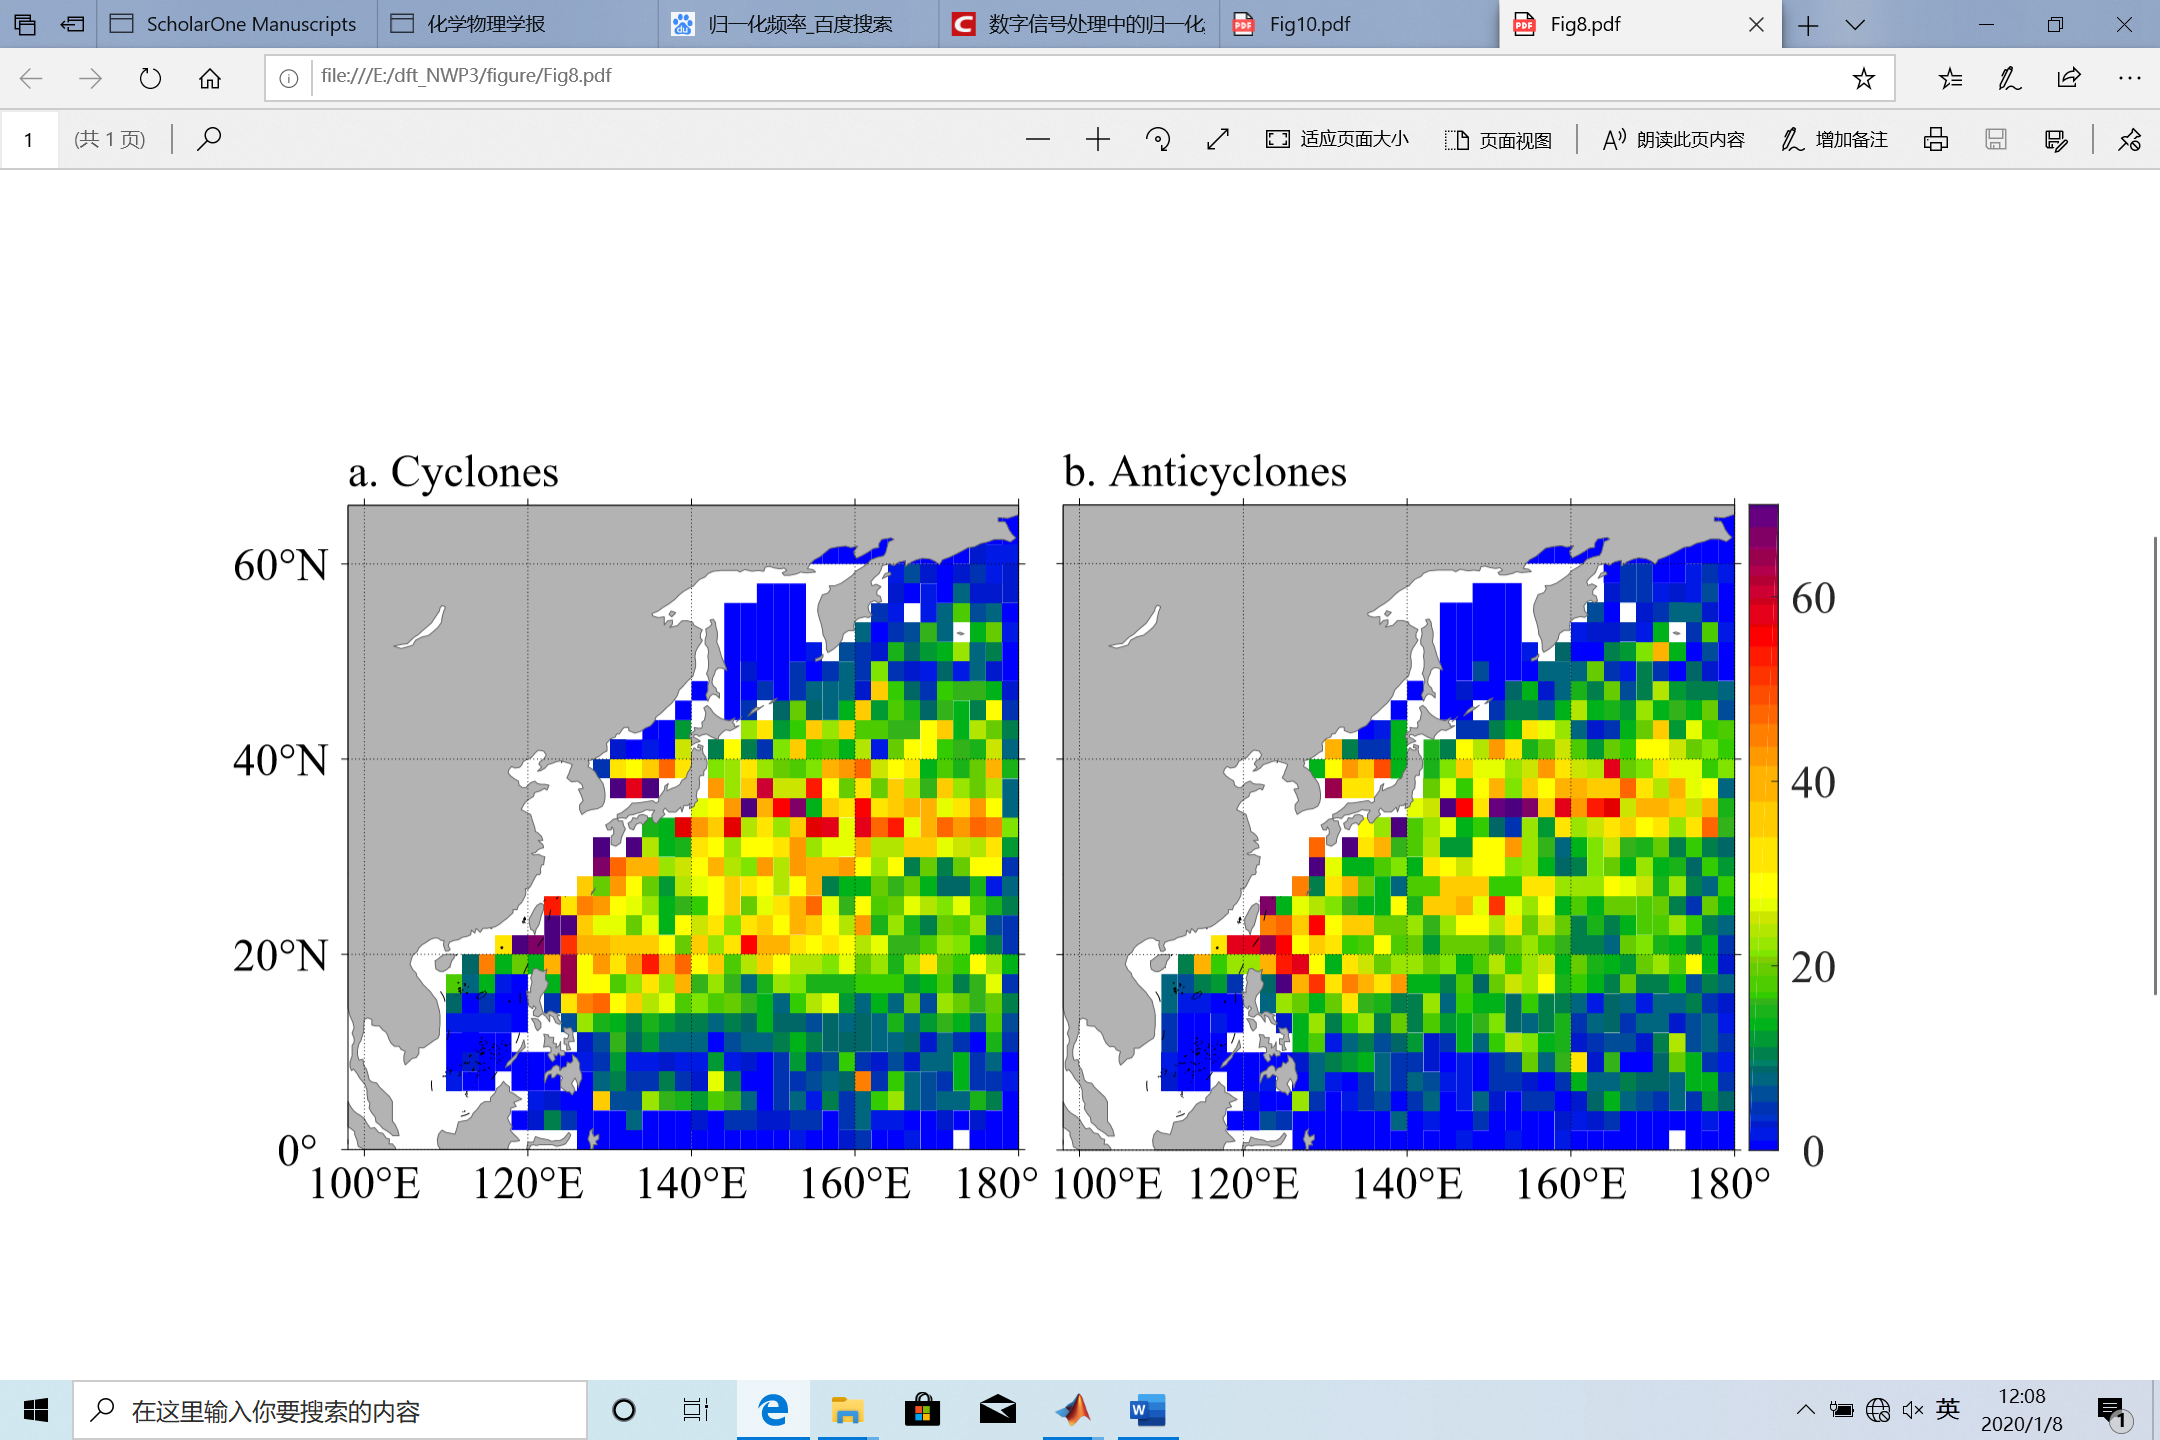 ScholarOne Manuscripts
化学物理学报
归一化频率_百度搜索
数字信号处理中的归一化
Fig10.pdf
Fig8.pdf
file:///E:/dft_NWP3/figure/Fig8.pdf
1
(共 1 页)
适应页面大小
页面视图
朗读此页内容
增加备注
a. Cyclones
b. Anticyclones
60°N
40°N
20°N
0°
100°E 120°E 140°E 160°E 180°
100°E 120°E 140°E 160°E 180°
60
40
20
0
在这里输入你要搜索的内容
英
12:08
2020/1/8
1